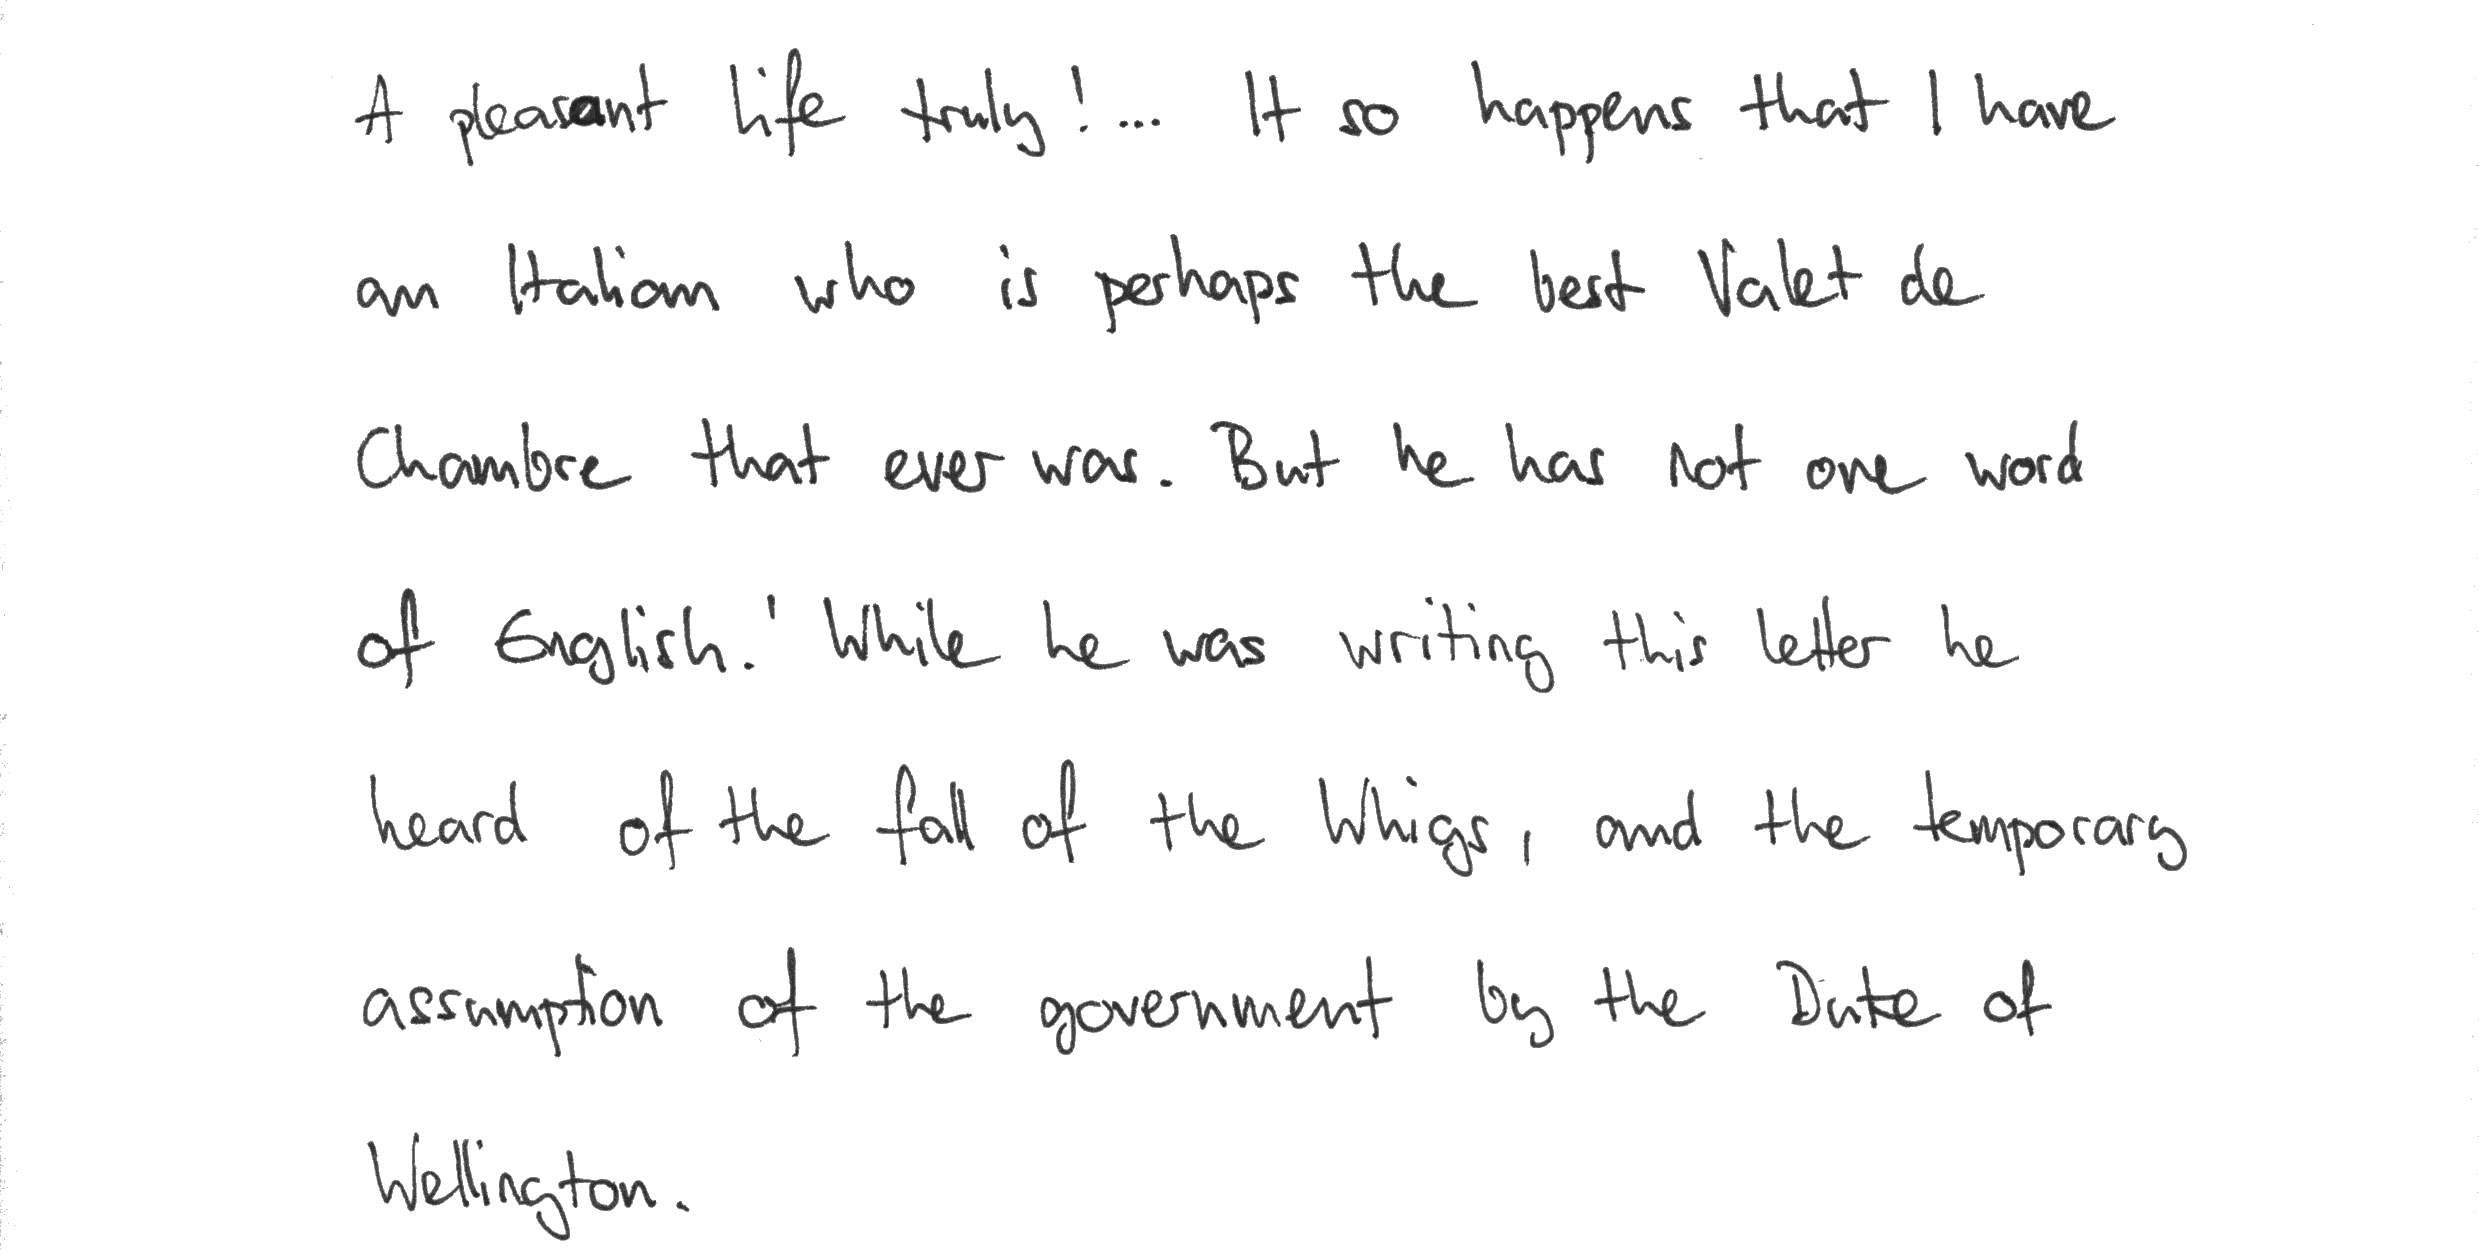 A pleasant life truly!... It so happens that I have
an Italian who is perhaps the best Valet de
Chambre that ever was. But he has not one word
of English.' While he was writing this letter he
heard of the fall of the Whigs, and the temporary
assumption of the government by the Duke of
Wellington.